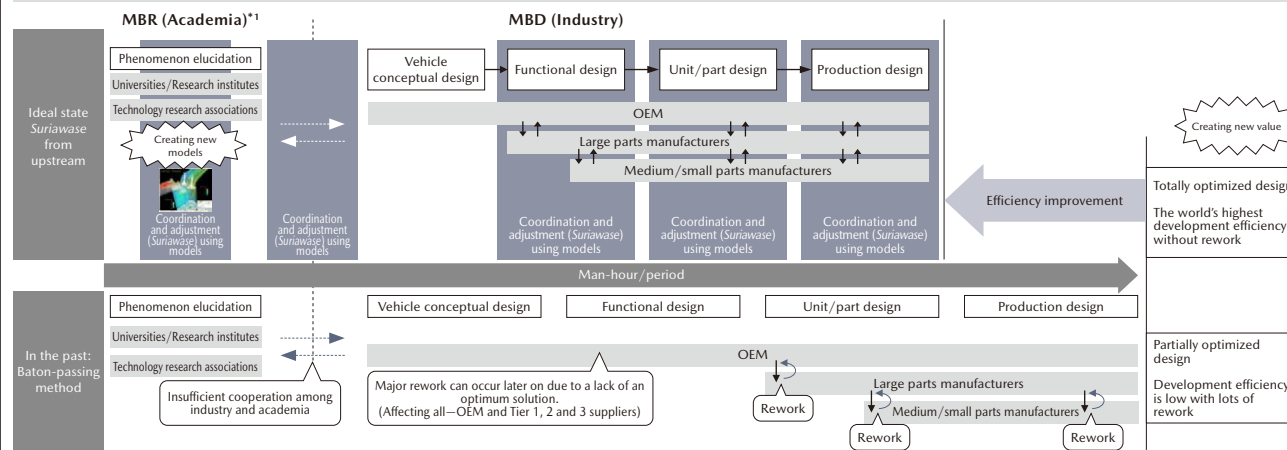 MBR (Academia)*1
MBD (Industry)
Ideal state
Suriawase
from
upstream
Phenomenon elucidation
Universities/Research institutes
Technology research associations
Creating new
models
Coordination
and adjustment
(Suriawase) using
models
Coordination
and adjustment
(Suriawase) using
models
Vehicle
conceptual design
Functional design
Unit/part design
Production design
OEM
Large parts manufacturers
Medium/small parts manufacturers
Coordination and
adjustment (Suriawase)
using models
Coordination and
adjustment (Suriawase)
using models
Coordination and
adjustment (Suriawase)
using models
Efficiency improvement
Creating new value
Totally optimized design
The world's highest
development efficiency
without rework
Man-hour/period
In the past:
Baton-passing
method
Phenomenon elucidation
Universities/Research institutes
Technology research associations
Insufficient cooperation among
industry and academia
Vehicle conceptual design
Functional design
Unit/part design
Production design
OEM
Major rework can occur later on due to a lack of an
optimum solution.
(Affecting all—OEM and Tier 1, 2 and 3 suppliers)
Large parts manufacturers
Rework
Medium/small parts manufacturers
Rework
Rework
Partially optimized
design
Development efficiency
is low with lots of
rework